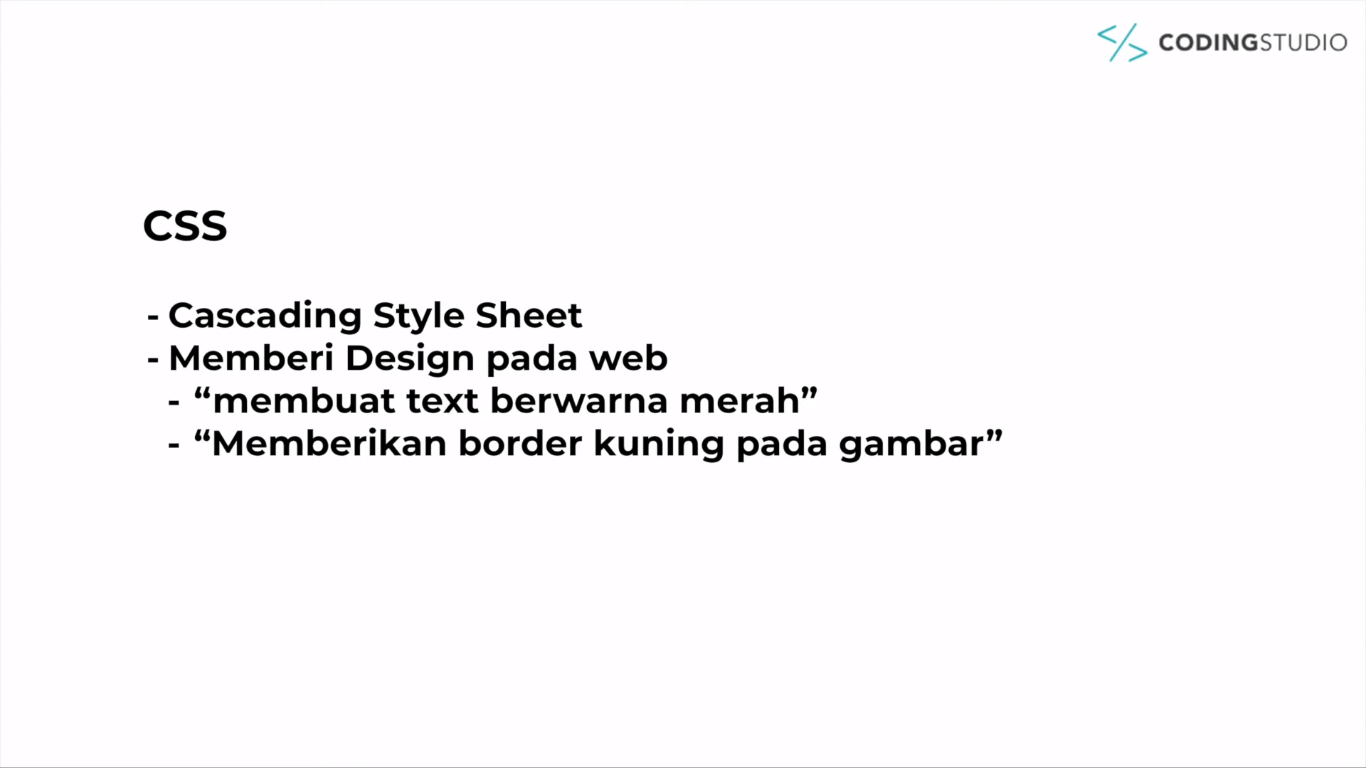 CODINGSTUDIO
CSS
- Cascading Style Sheet
- Memberi Design pada web
- “membuat text berwarna merah”
- “Memberikan border kuning pada gambar”